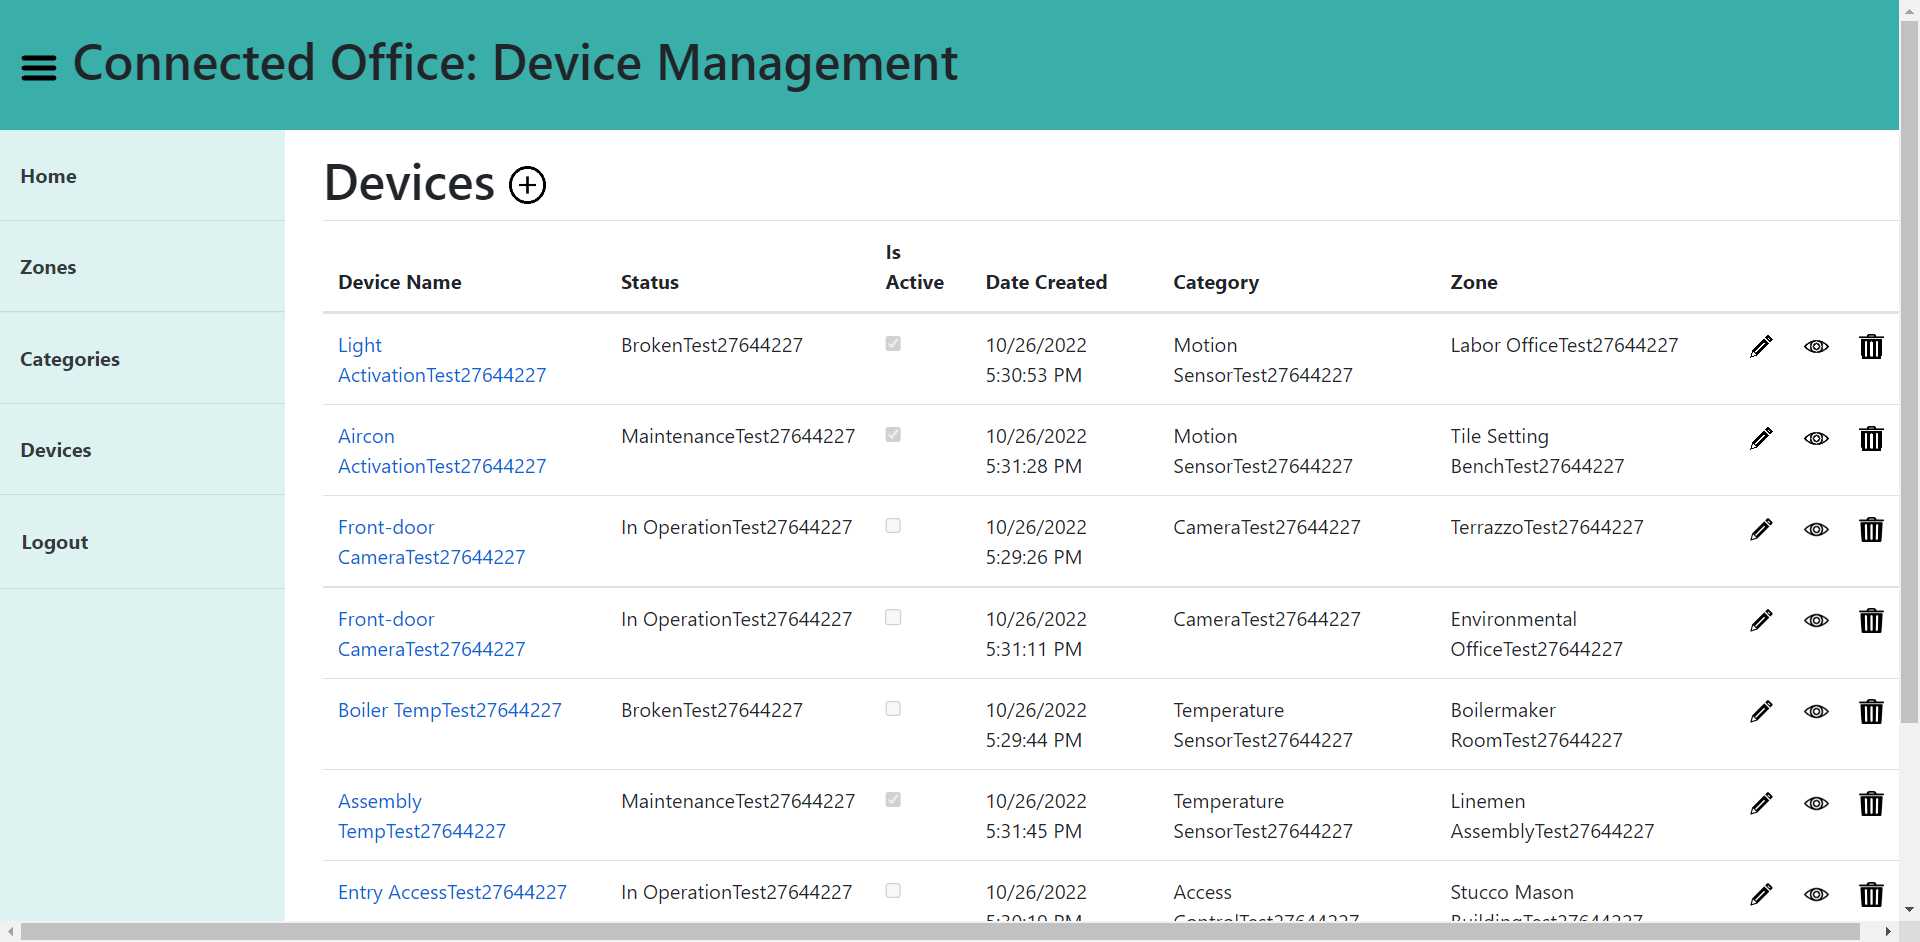 Connected Office: Device Management
Home
Zones
Categories
Devices
Logout
Devices
Device Name Status Is Active Date Created Category Zone
Light BrokenTest27644227 10/26/2022 Motion Labor OfficeTest27644227
ActivationTest27644227 5:30:53 PM SensorTest27644227
Aircon MaintenanceTest27644227 10/26/2022 Motion Tile Setting
ActivationTest27644227 5:31:28 PM SensorTest27644227 BenchTest27644227
Front-door In OperationTest27644227 10/26/2022 CameraTest27644227 TerrazzoTest27644227
CameraTest27644227 5:29:26 PM
Front-door In OperationTest27644227 10/26/2022 CameraTest27644227 Environmental
CameraTest27644227 5:31:11 PM OfficeTest27644227
Boiler TempTest27644227 BrokenTest27644227 10/26/2022 Temperature Boilermaker
5:29:44 PM SensorTest27644227 RoomTest27644227
Assembly MaintenanceTest27644227 10/26/2022 Temperature Linemen
TempTest27644227 5:31:45 PM SensorTest27644227 AssemblyTest27644227
Entry AccessTest27644227 In OperationTest27644227 10/26/2022 Access Stucco Mason
5:30:19 PM ControlTest27644227 BuildingTest27644227